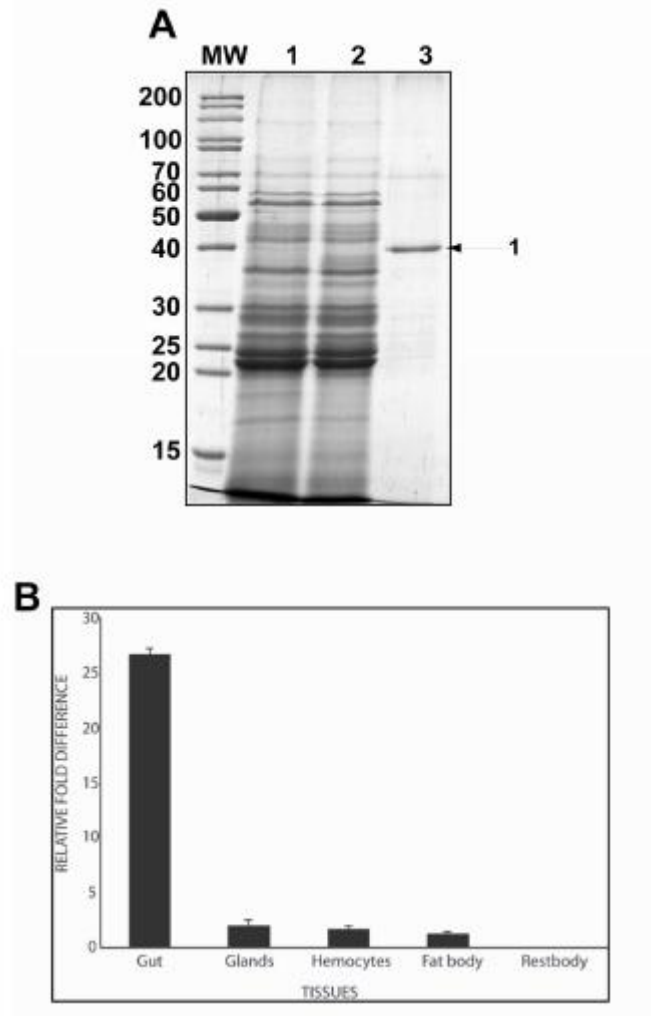 A
MW 1 2 3
200
100
70
60
50
40 1
30
25
20
15
B
30
25
20
15
10
5
0
RELATIVE FOLD DIFFERENCE
Gut Glands Hemocytes Fat body Restbody
TISSUES